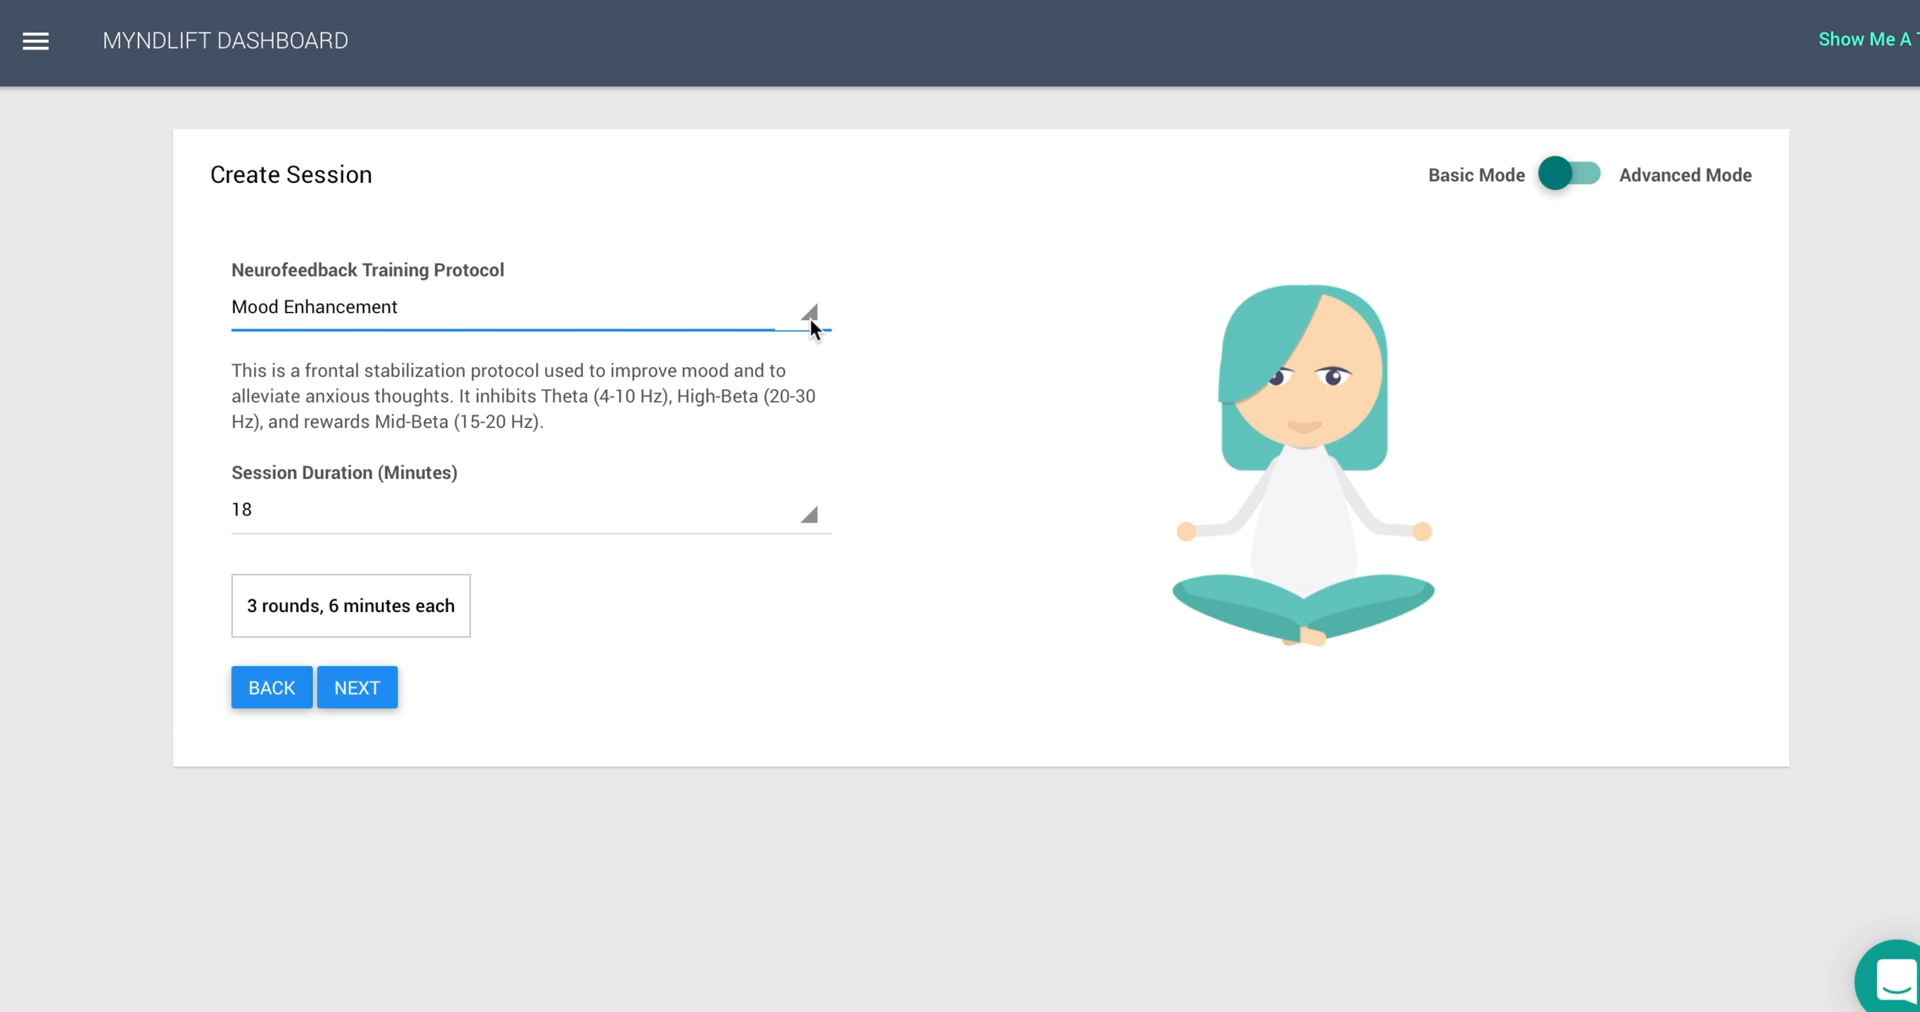 MYNDLIFT DASHBOARD
Show Me A
Create Session
Basic Mode
Advanced Mode
Neurofeedback Training Protocol
Mood Enhancement
This is a frontal stabilization protocol used to improve mood and to
alleviate anxious thoughts. It inhibits Theta (4-10 Hz), High-Beta (20-30
Hz), and rewards Mid-Beta (15-20 Hz).
Session Duration (Minutes)
18
3 rounds, 6 minutes each
BACK
NEXT